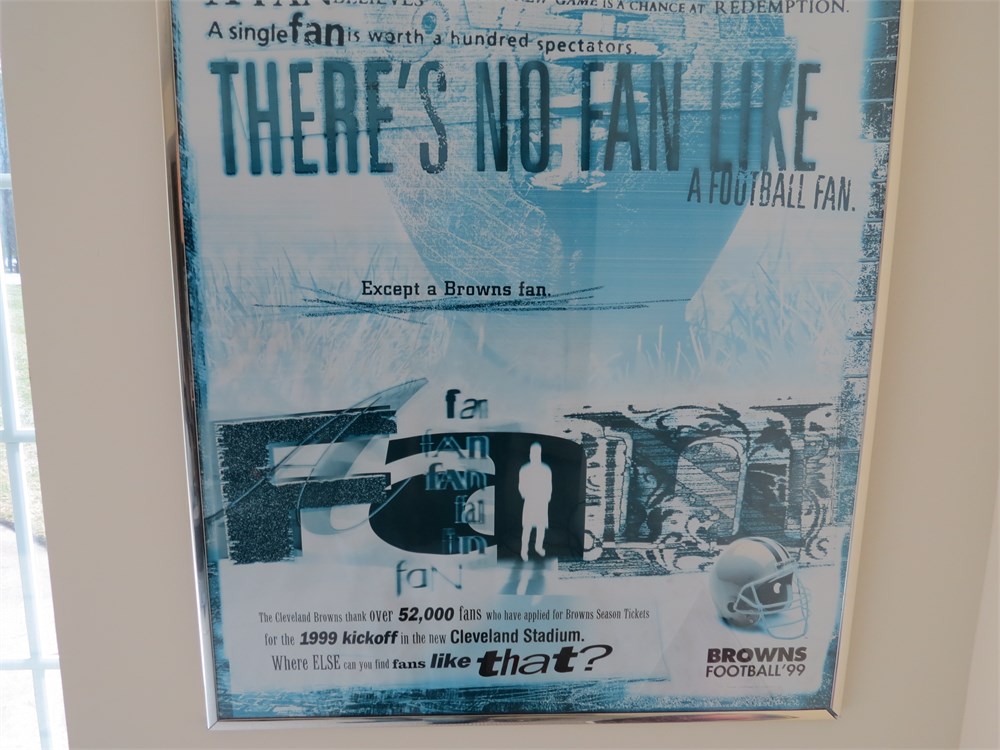 A FAN BELIEVES GAME IS A CHANCE AT REDEMPTION.
A single fan is worth a hundred spectators.
THERE'S NO FAN LIKE
A FOOTBALL FAN.
Except a Browns fan.
fan
fAN
fAN
fan
faN
Fan
The Cleveland Browns thank over 52,000 fans who have applied for Browns Season Tickets
for the 1999 kickoff in the new Cleveland Stadium.
Where ELSE can you find fans like that?
BROWNS
FOOTBALL'99